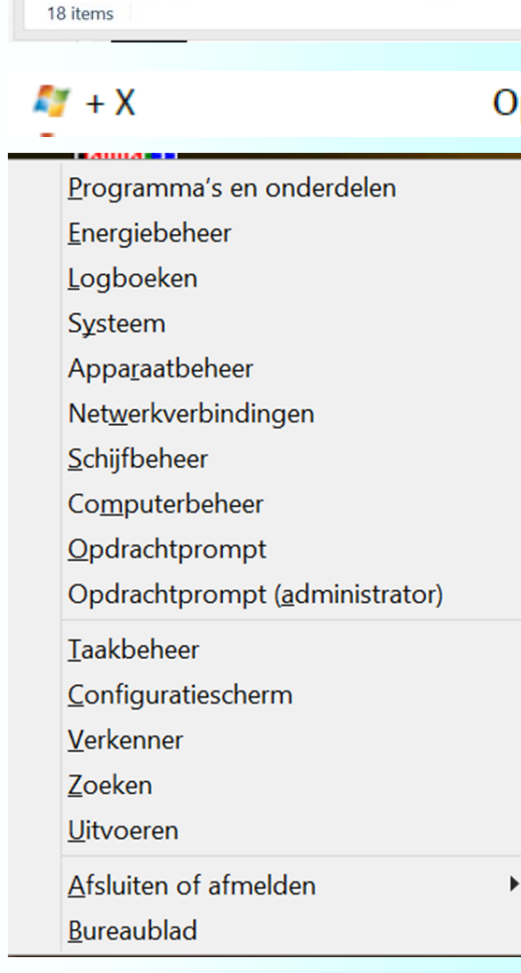 18 items
+ X
Programma's en onderdelen
Energiebeheer
Logboeken
Systeem
Apparaatbeheer
Netwerkverbindingen
Schijfbeheer
Computerbeheer
Opdrachtprompt
Opdrachtprompt (administrator)
Taakbeheer
Configuratiescherm
Verkenner
Zoeken
Uitvoeren
Afsluiten of afmelden
Bureaublad